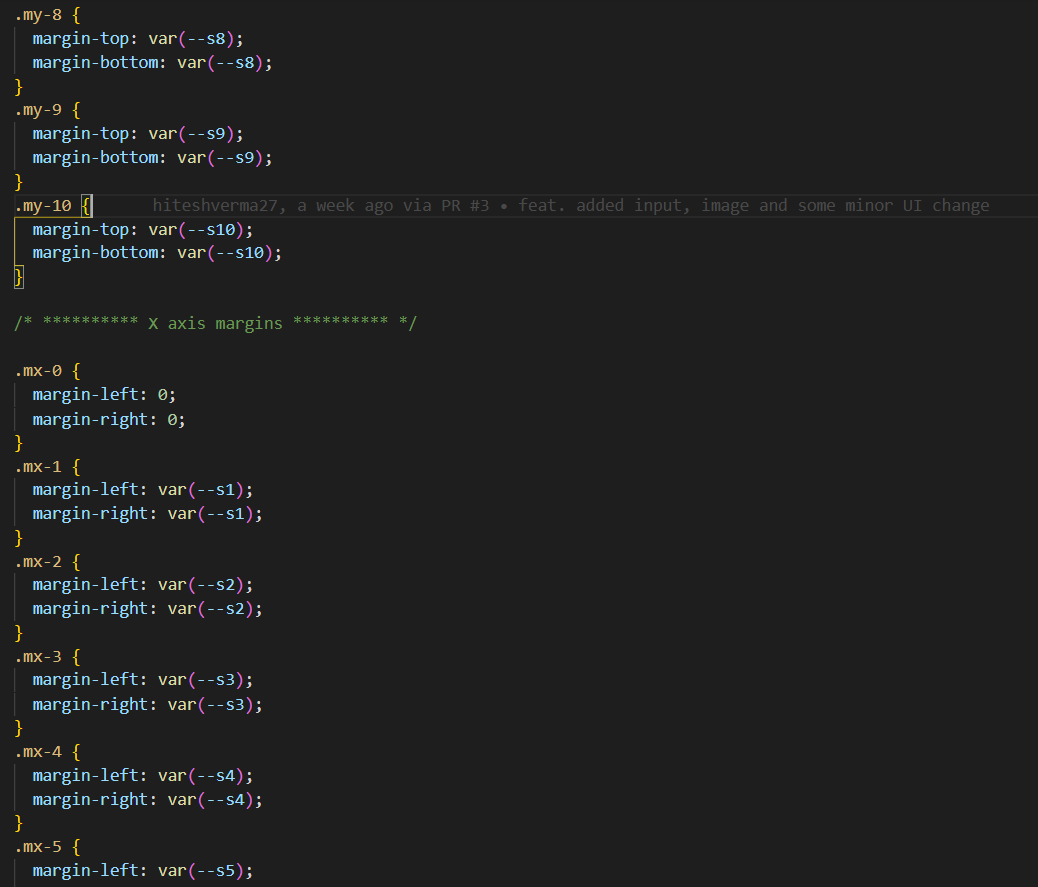 .my-8 {
  margin-top: var(--s8);
  margin-bottom: var(--s8);
}
.my-9 {
  margin-top: var(--s9);
  margin-bottom: var(--s9);
}
.my-10 {        hiteshverma27, a week ago via PR #3 • feat. added input, image and some minor UI change
  margin-top: var(--s10);
  margin-bottom: var(--s10);
}
/* ********** X axis margins ********** */
.mx-0 {
  margin-left: 0;
  margin-right: 0;
}
.mx-1 {
  margin-left: var(--s1);
  margin-right: var(--s1);
}
.mx-2 {
  margin-left: var(--s2);
  margin-right: var(--s2);
}
.mx-3 {
  margin-left: var(--s3);
  margin-right: var(--s3);
}
.mx-4 {
  margin-left: var(--s4);
  margin-right: var(--s4);
}
.mx-5 {
  margin-left: var(--s5);